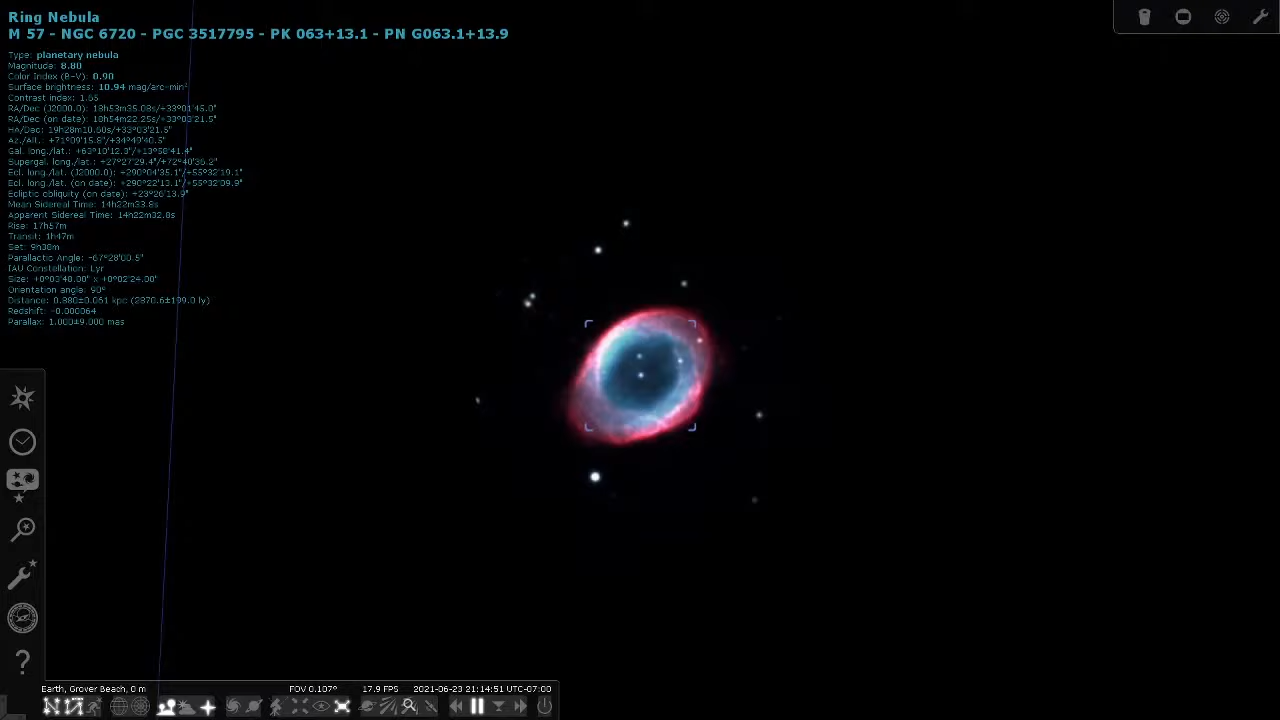 Ring Nebula
M 57 - NGC 6720 - PGC 3517795 - PK 063+13.1 - PN G063.1+13.9
Type: planetary nebula
Magnitude: 8.80
Color Index (B-V): 0.90
Surface brightness: 10.94 mag/arc-min²
Contrast index: 1.65
RA/Dec (J2000.0): 18h53m35.08s/+33°01'45.0"
RA/Dec (on date): 18h54m22.25s/+33°03'21.5"
HA/Dec: 19h28m10.60s/+33°03'21.5"
Az./Alt.: +71°09'15.8"/+34°49'40.5"
Gal. long./lat.: +63°10'12.3"/+13°58'41.4"
Supergal. long./lat.: +27°27'29.4"/+72°40'36.2"
Ecl. long./lat. (J2000.0): +290°04'35.1"/+55°32'19.1"
Ecl. long./lat. (on date): +290°22'13.1"/+55°32'09.9"
Ecliptic obliquity (on date): +23°26'13.9"
Mean Sidereal Time: 14h22m33.8s
Apparent Sidereal Time: 14h22m32.8s
Rise: 17h57m
Transit: 1h47m
Set: 9h38m
Parallactic Angle: -67°28'00.5"
IAU Constellation: Lyr
Size: +0°03'40.00" x +0°02'24.00"
Orientation angle: 90°
Distance: 0.880±0.061 kpc (2870.6±199.0 ly)
Redshift: -0.000064
Parallax: 1.000±9.000 mas
Earth, Grover Beach, 0 m
FOV 0.107°
17.9 FPS
2021-06-23 21:14:51 UTC-07:00